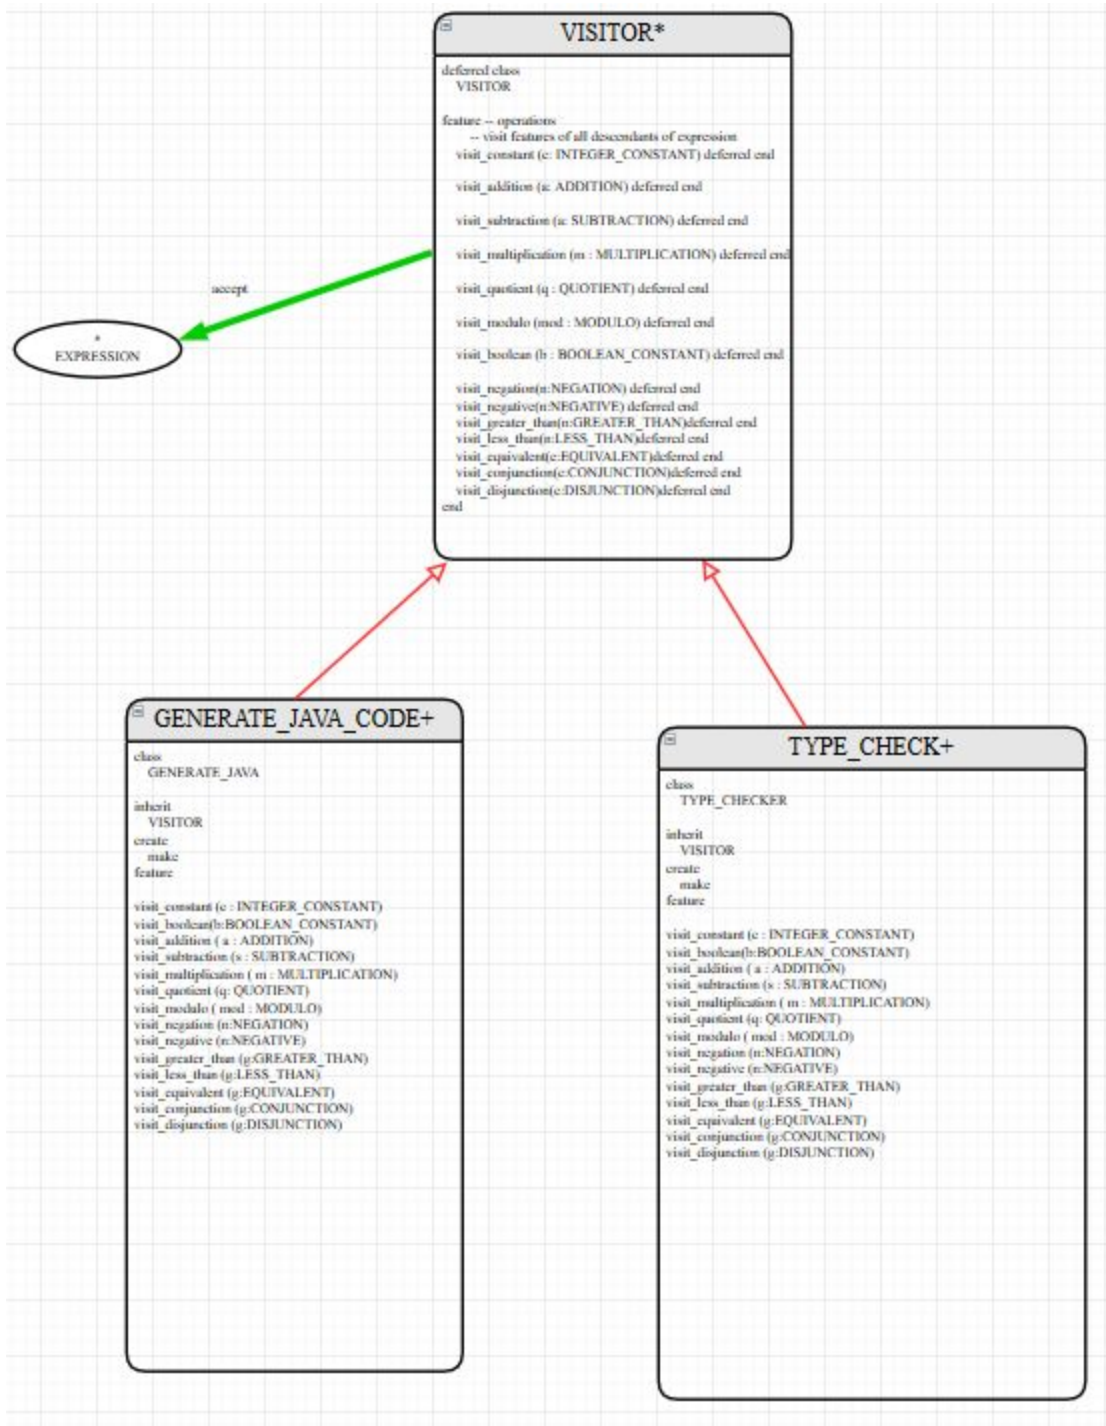 VISITOR*
deferred class
VISITOR
feature -- operations
-- visit features of all descendants of expression
visit_constant (c: INTEGER_CONSTANT) deferred end
visit_addition (a: ADDITION) deferred end
visit_subtraction (a: SUBTRACTION) deferred end
visit_multiplication (m : MULTIPLICATION) deferred end
visit_quotient (q : QUOTIENT) deferred end
visit_modulo (mod : MODULO) deferred end
visit_boolean (b : BOOLEAN_CONSTANT) deferred end
visit_negation(n:NEGATION) deferred end
visit_negative(n:NEGATIVE) deferred end
visit_greater_than(n:GREATER_THAN)deferred end
visit_less_than(n:LESS_THAN)deferred end
visit_equivalent(e:EQUIVALENT)deferred end
visit_conjunction(c:CONJUNCTION)deferred end
visit_disjunction(c:DISJUNCTION)deferred end
end
accept
*
EXPRESSION
GENERATE_JAVA_CODE+
class
GENERATE_JAVA
inherit
VISITOR
create
make
feature
visit_constant (c : INTEGER_CONSTANT)
visit_boolean(b:BOOLEAN_CONSTANT)
visit_addition ( a : ADDITION)
visit_subtraction (s : SUBTRACTION)
visit_multiplication ( m : MULTIPLICATION)
visit_quotient (q: QUOTIENT)
visit_modulo ( mod : MODULO)
visit_negation (n:NEGATION)
visit_negative (n:NEGATIVE)
visit_greater_than (g:GREATER_THAN)
visit_less_than (g:LESS_THAN)
visit_equivalent (g:EQUIVALENT)
visit_conjunction (g:CONJUNCTION)
visit_disjunction (g:DISJUNCTION)
TYPE_CHECK+
class
TYPE_CHECKER
inherit
VISITOR
create
make
feature
visit_constant (c : INTEGER_CONSTANT)
visit_boolean(b:BOOLEAN_CONSTANT)
visit_addition ( a : ADDITION)
visit_subtraction (s : SUBTRACTION)
visit_multiplication ( m : MULTIPLICATION)
visit_quotient (q: QUOTIENT)
visit_modulo ( mod : MODULO)
visit_negation (n:NEGATION)
visit_negative (n:NEGATIVE)
visit_greater_than (g:GREATER_THAN)
visit_less_than (g:LESS_THAN)
visit_equivalent (g:EQUIVALENT)
visit_conjunction (g:CONJUNCTION)
visit_disjunction (g:DISJUNCTION)